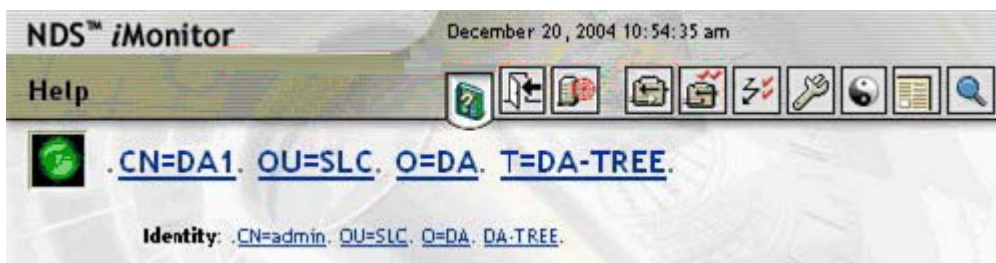 NDS™ iMonitor
December 20, 2004 10:54:35 am
Help
.CN=DA1. OU=SLC. O=DA. T=DA-TREE.
Identity: .CN=admin. OU=SLC. O=DA. DA-TREE.